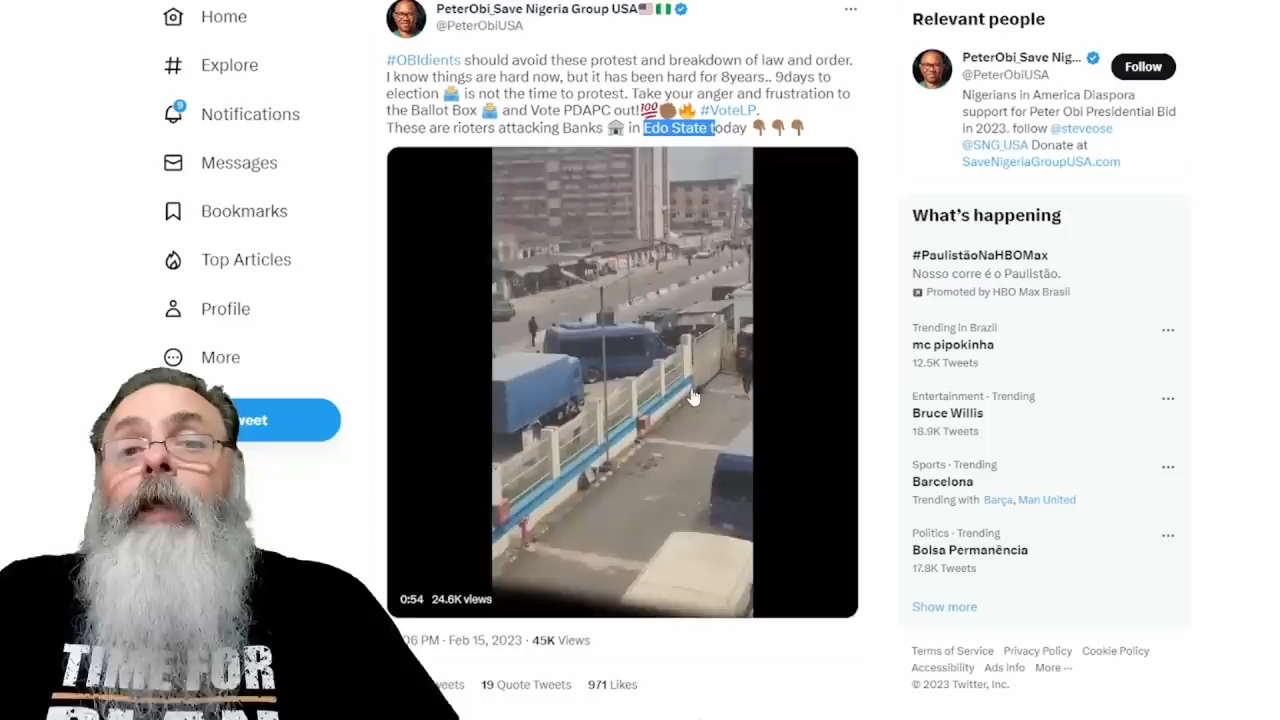 Home
Explore
9
Notifications
Messages
Bookmarks
Top Articles
Profile
More
weet
PeterObi_Save Nigeria Group USA🇺🇸🇳🇬
@PeterObiUSA
#OBIdients should avoid these protest and breakdown of law and order.
I know things are hard now, but it has been hard for 8years.. 9days to
election 🗳️ is not the time to protest. Take your anger and frustration to
the Ballot Box 🗳️ and Vote PDAPC out!💯✊🏾🔥 #VoteLP.
These are rioters attacking Banks 🏦 in Edo State today 👇🏾👇🏾👇🏾
0:54 24.6K views
06 PM · Feb 15, 2023 · 45K Views
weets 19 Quote Tweets 971 Likes
Relevant people
PeterObi_Save Nig...
@PeterObiUSA
Follow
Nigerians in America Diaspora
support for Peter Obi Presidential Bid
in 2023. follow @steveose
@SNG_USA Donate at
SaveNigeriaGroupUSA.com
What's happening
#PaulistãoNaHBOMax
Nosso corre é o Paulistão.
Promoted by HBO Max Brasil
Trending in Brazil
mc pipokinha
12.5K Tweets
Entertainment · Trending
Bruce Willis
18.9K Tweets
Sports · Trending
Barcelona
Trending with Barça, Man United
Politics · Trending
Bolsa Permanência
17.8K Tweets
Show more
Terms of Service Privacy Policy Cookie Policy
Accessibility Ads info More ···
© 2023 Twitter, Inc.
TIME FOR